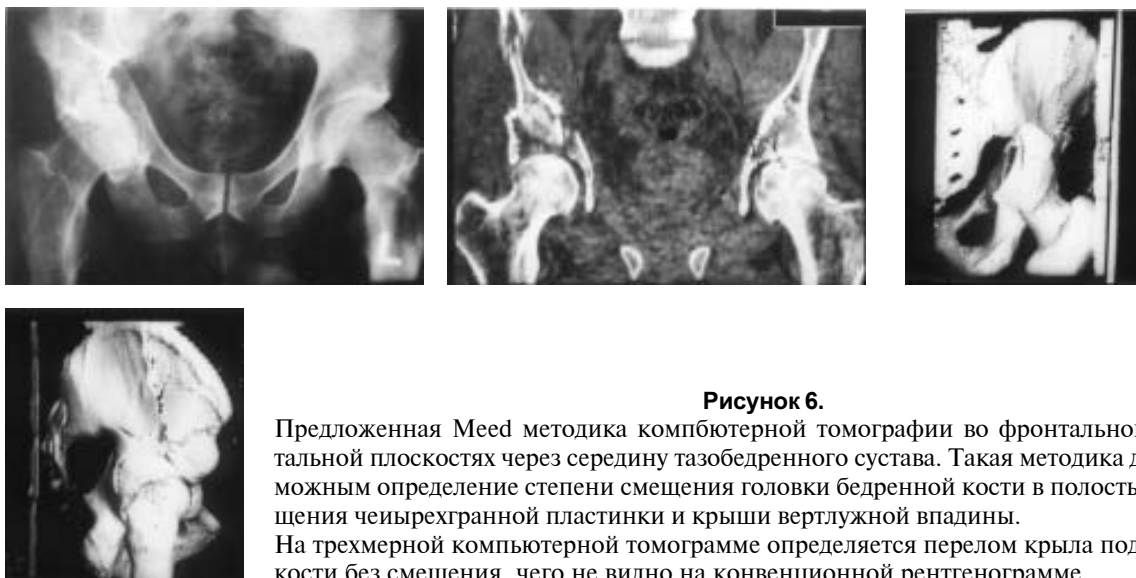 L
Рисунок 6.
Предложенная Meed методика компбютерной томографии во фронтально
тальной плоскостях через середину тазобедренного сустава. Такая методика д
можным определение степени смещения головки бедренной кости в полость
щения чеиырехгранной пластинки и крыши вертлужной впадины.
На трехмерной компьютерной томограмме определяется перелом крыла под
кости без смещения, чего не видно на конвенционной рентгенограмме.